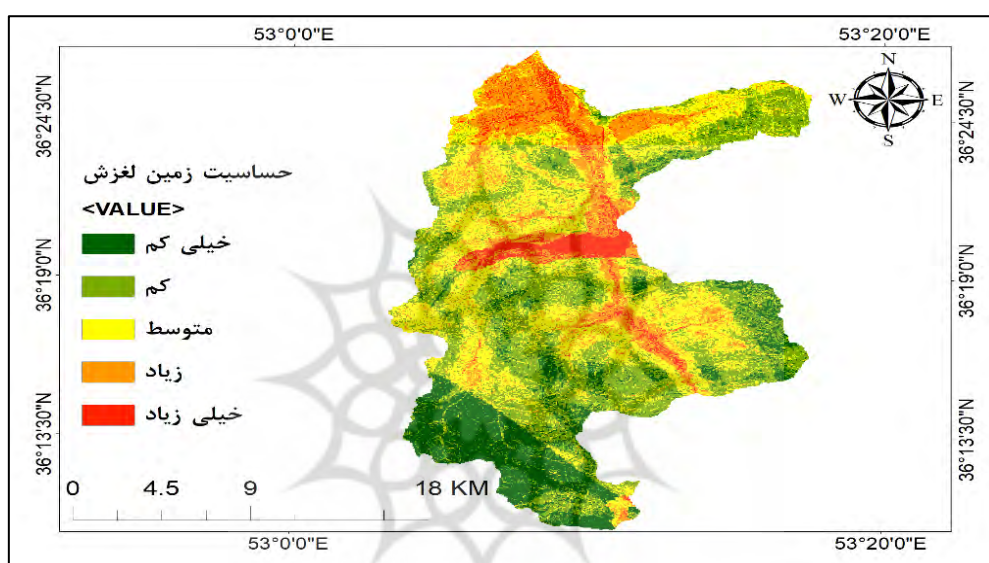 53°0'0"E 53°20'0"E
N
W E
S
36°24'30"N 36°24'30"N
حساسیت زمین لغزش
<VALUE>
خیلی کم
کم
متوسط
زیاد
خیلی زیاد
36°19'0"N 36°19'0"N
36°13'30"N 36°13'30"N
0 4.5 9 18 KM
53°0'0"E 53°20'0"E